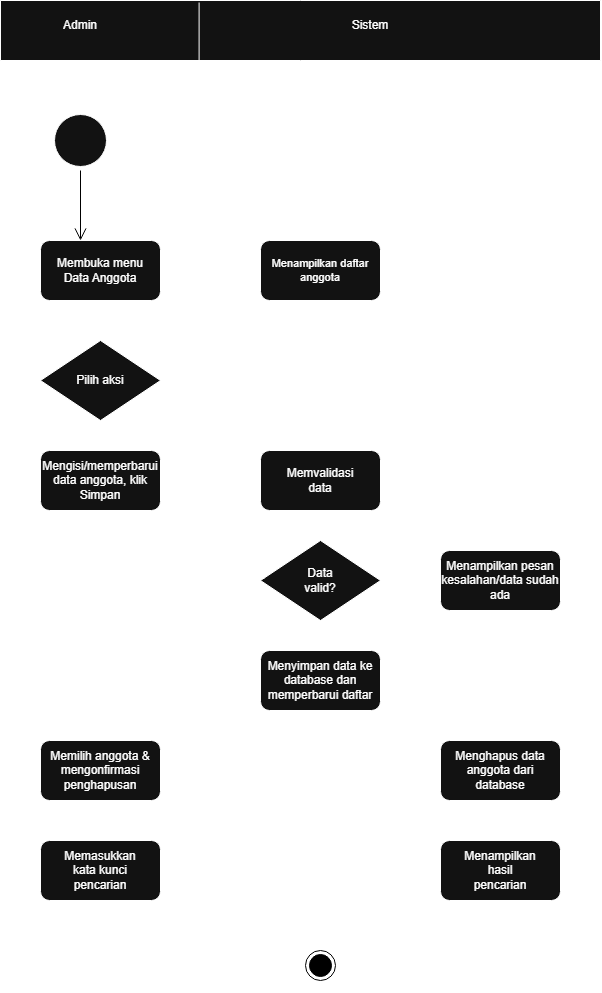 Admin
Sistem
Membuka menu
Data Anggota
Menampilkan daftar
anggota
Pilih aksi
Mengisi/memperbarui
data anggota, klik
Simpan
Memvalidasi
data
Data
valid?
Menampilkan pesan
kesalahan/data sudah
ada
Menyimpan data ke
database dan
memperbarui daftar
Memilih anggota &
mengonfirmasi
penghapusan
Menghapus data
anggota dari
database
Memasukkan
kata kunci
pencarian
Menampilkan
hasil
pencarian